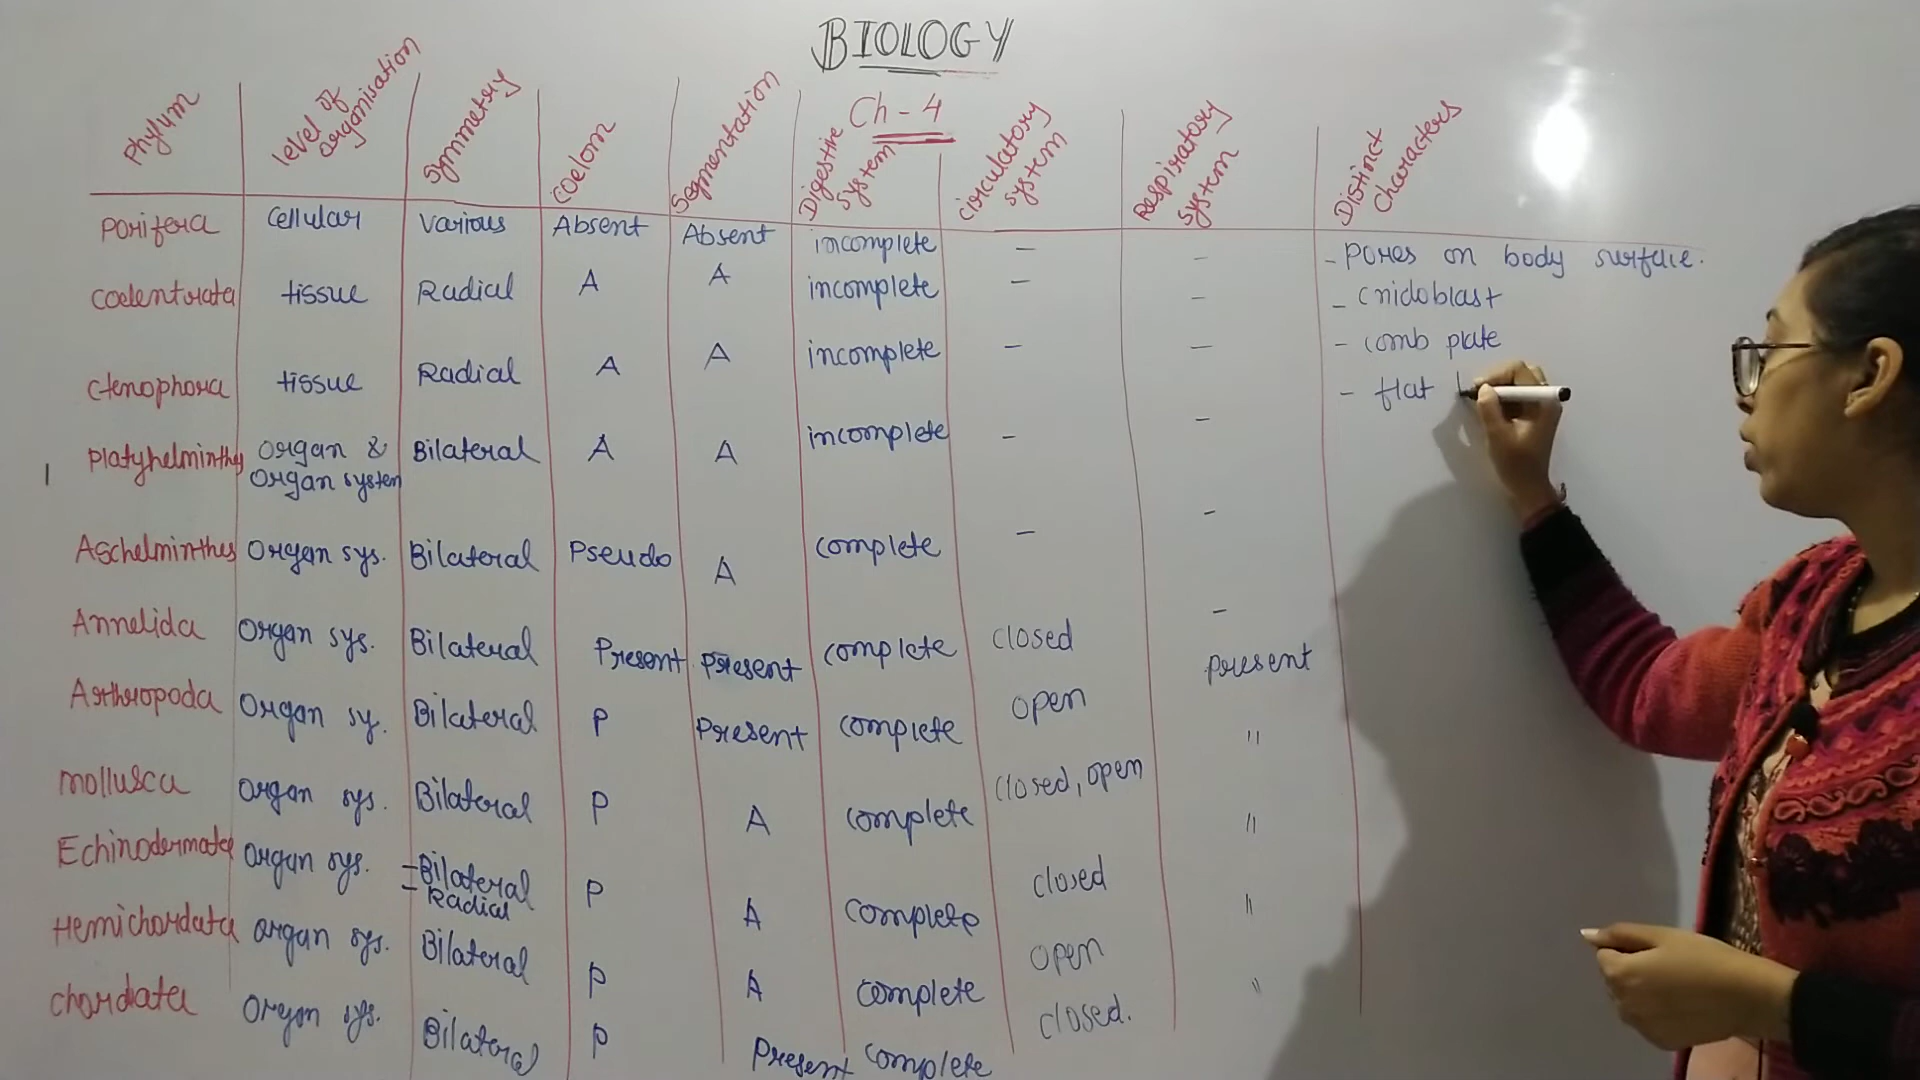 BIOLOGY
Ch - 4
Phylum level of organisation Symmetry Coelom Segmentation Digestive System Circulatory system Respiratory System Distinct Characters
Porifera Cellular Various Absent Absent incomplete - - - Pores on body surface.
Coelentrata tissue Radial A A incomplete - - - Cnidoblast
Ctenophora tissue Radial A A incomplete - - - comb plate
Platyhelminthes Organ & Organ system Bilateral A A incomplete - - - flat
Aschelminthes Organ sys. Bilateral Pseudo A complete - -
Annelida Organ sys. Bilateral Present Present complete closed -
Arthropoda Organ sy. Bilateral P Present complete open present
Mollusca Organ sys. Bilateral P A complete closed, open "
Echinodermata Organ sys. - Bilateral - Radial P A complete closed "
Hemichordata organ sys. Bilateral P A complete open "
Chordata Organ sys. Bilateral P Present complete closed. "